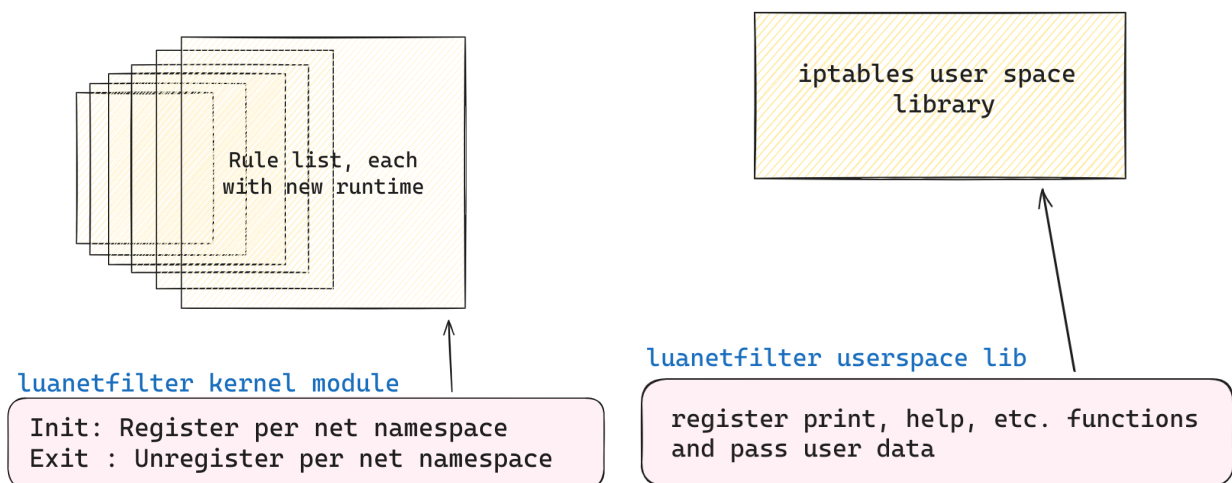 Rule list, each
with new runtime
luanetfilter kernel module
Init: Register per net namespace
Exit : Unregister per net namespace
iptables user space
library
luanetfilter userspace lib
register print, help, etc. functions
and pass user data